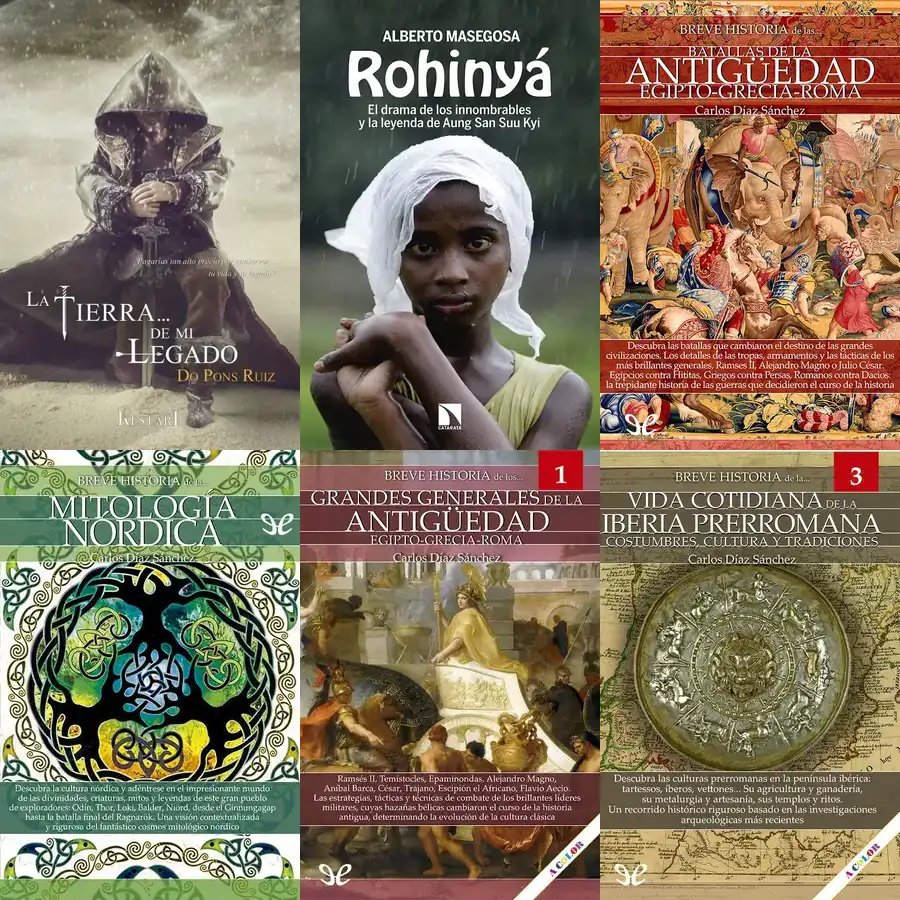 ¿Pagarías tan alto precio por conservar
tu vida y tu legado?
LA TIERRA...
DE MI
LEGADO
DO PONS RUIZ
KESTARI
ALBERTO MASEGOSA
Rohinyá
El drama de los innombrables
y la leyenda de Aung San Suu Kyi
CATARATA
BREVE HISTORIA de las...
BATALLAS DE LA
ANTIGÜEDAD
EGIPTO-GRECIA-ROMA
Carlos Díaz Sánchez
Descubra las batallas que cambiaron el destino de las grandes
civilizaciones. Los detalles de las tropas, armamentos y las tácticas de los
más brillantes generales, Ramses II, Alejandro Magno o Julio César.
Egipcios contra Hititas, Griegos contra Persas, Romanos contra Dacios:
la trepidante historia de las guerras que decidieron el curso de la historia
BREVE HISTORIA de la...
MITOLOGÍA
NÓRDICA
Carlos Díaz Sánchez
Descubra la cultura nórdica y adéntrese en el impresionante mundo
de las divinidades, criaturas, mitos y leyendas de este gran pueblo
de exploradores: Odín, Thor, Loki, Balder, Niörd, desde el Ginnungagap
hasta la batalla final del Ragnarök. Una visión contextualizada
y rigurosa del fantástico cosmos mitológico nórdico
BREVE HISTORIA de los...
1
GRANDES GENERALES DE LA
ANTIGÜEDAD
EGIPTO-GRECIA-ROMA
Carlos Díaz Sánchez
Ramsés II, Temístocles, Epaminondas, Alejandro Magno,
Aníbal Barca, César, Trajano, Escipión el Africano, Flavio Aecio.
Las estrategias, tácticas y técnicas de combate de los brillantes líderes
militares, cuyas hazañas bélicas cambiaron el curso de la historia
antigua, determinando la evolución de la cultura clásica
A COLOR
BREVE HISTORIA de la...
3
VIDA COTIDIANA DE LA
IBERIA PRERROMANA
COSTUMBRES, CULTURA Y TRADICIONES
Carlos Díaz Sánchez
Descubra las culturas prerromanas en la península ibérica:
tartessos, íberos, vettones... Su agricultura y ganadería,
su metalurgia y artesanía, sus templos y ritos.
Un recorrido histórico riguroso basado en las investigaciones
arqueológicas más recientes
A COLOR